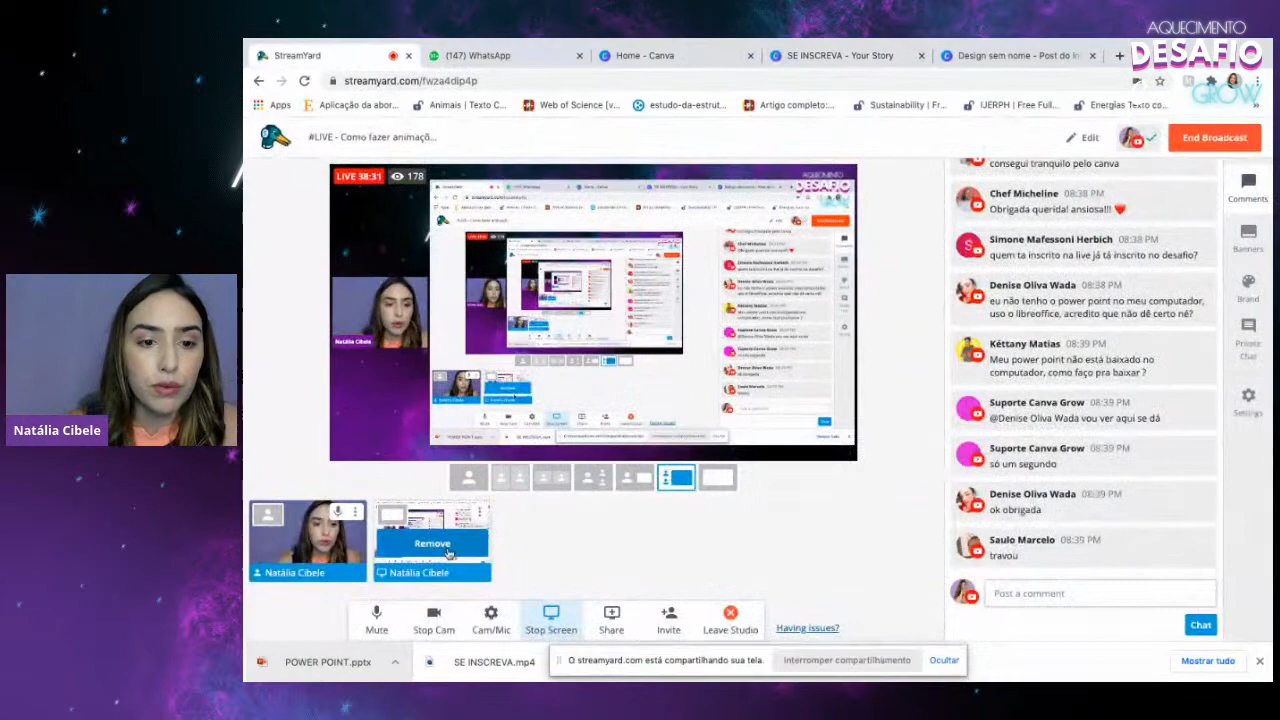 AQUECIMENTO
DESAFIO
GROW
StreamYard
(147) WhatsApp
Home - Canva
SE INSCREVA - Your Story
Design sem nome - Post do In
streamyard.com/fwza4dip4p
Apps
Aplicação da abor...
Animais | Texto C...
Web of Science [v...
estudo-da-estrut...
Artigo completo:...
Sustainability | Fr...
IJERPH | Free Full...
Energias Texto co...
#LIVE - Como fazer animaçõ...
Edit
End Broadcast
LIVE 38:31
178
AQUECIMENTO
DESAFIO
Natália Cibele
consegui tranquilo pelo canva
Chef Micheline 08:38 PM
Obrigada querida! ansiosa!!!
Simone Mafessoni Herbich 08:38 PM
quem ta inscrito na live já tá inscrito no desafio?
Denise Oliva Wada 08:38 PM
eu não tenho o power point no meu computador,
uso o libreoffice, acredito que não dê certo né?
Kéttany Matias 08:39 PM
Meu power point não está baixado no
computador, como faço pra baixar ?
Suporte Canva Grow 08:39 PM
@Denise Oliva Wada vou ver aqui se dá
Suporte Canva Grow 08:39 PM
só um segundo
Denise Oliva Wada 08:39 PM
ok obrigada
Saulo Marcelo 08:39 PM
travou
Post a comment
Chat
Comments
Banners
Brand
Private
Chat
Settings
Natália Cibele
Natália Cibele
Remove
Natália Cibele
Mute
Stop Cam
Cam/Mic
Stop Screen
Share
Invite
Leave Studio
Having issues?
POWER POINT.pptx
SE INSCREVA.mp4
O streamyard.com está compartilhando sua tela.
Interromper compartilhamento
Ocultar
Mostrar tudo